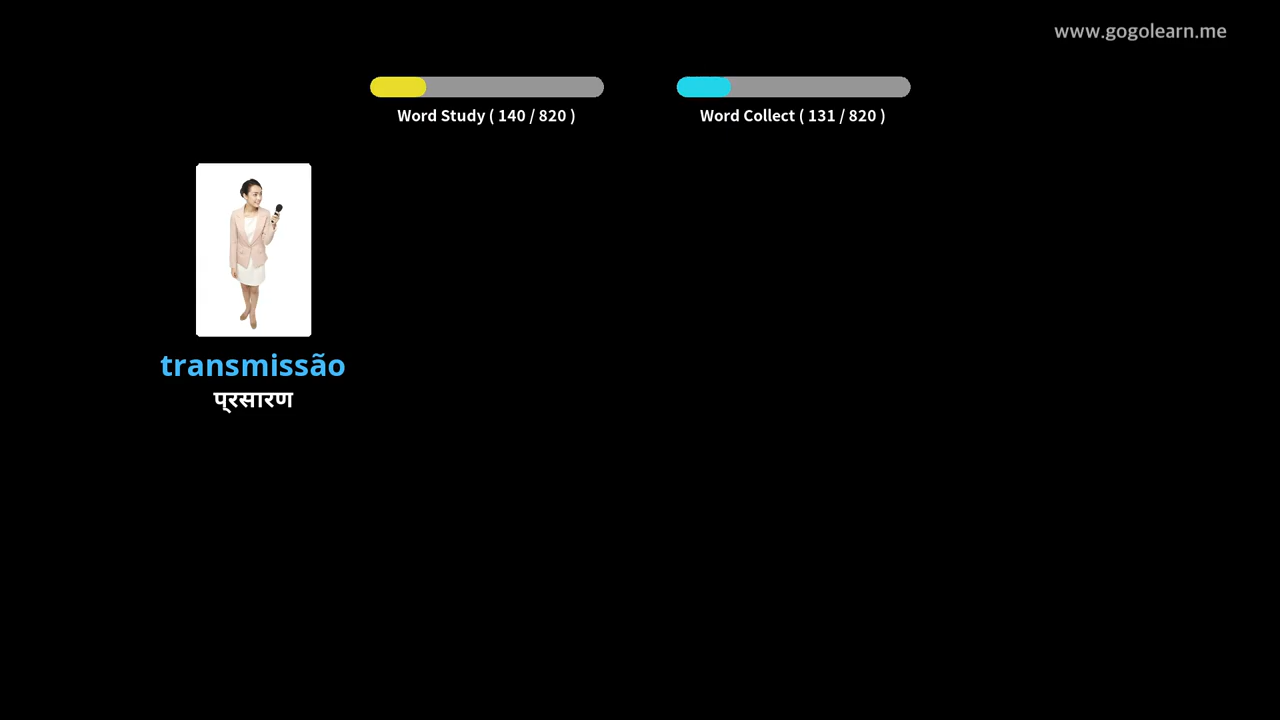 www.gogolearn.me
Word Study ( 140 / 820 )
Word Collect ( 131 / 820 )
transmissão
प्रसारण